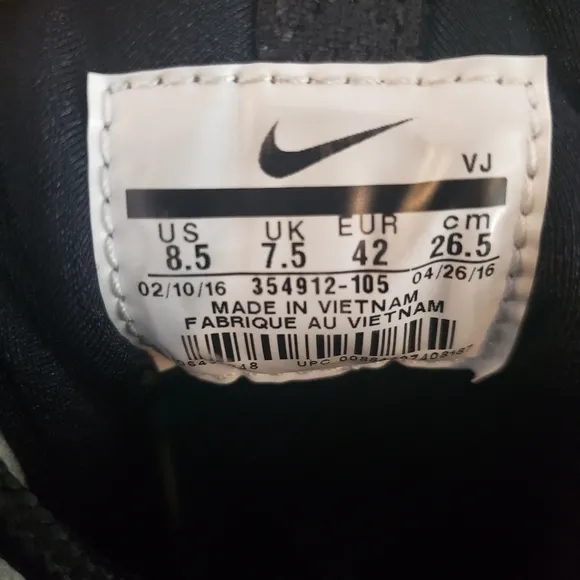 VJ
US UK EUR cm
8.5 7.5 42 26.5
02/10/16 354912-105 04/26/16
MADE IN VIETNAM
FABRIQUE AU VIETNAM
UPC